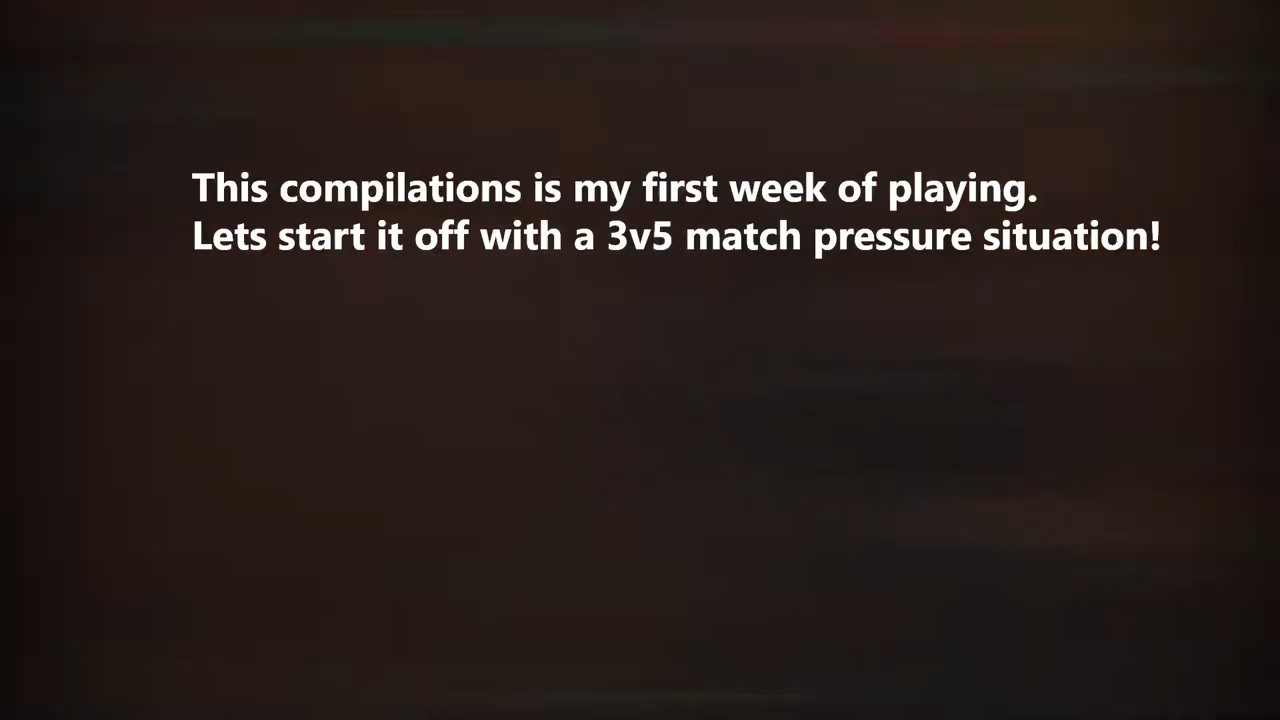 This compilations is my first week of playing.
Lets start it off with a 3v5 match pressure situation!